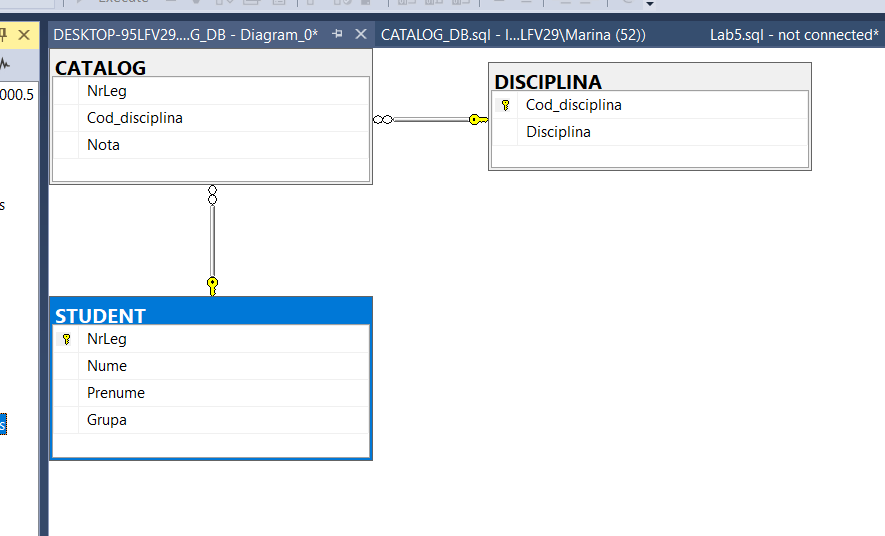 Execute
DESKTOP-95LFV29....G_DB - Diagram_0*
CATALOG_DB.sql - l...LFV29\Marina (52))
Lab5.sql - not connected*
000.5
s
s
CATALOG
NrLeg
Cod_disciplina
Nota
DISCIPLINA
Cod_disciplina
Disciplina
STUDENT
NrLeg
Nume
Prenume
Grupa